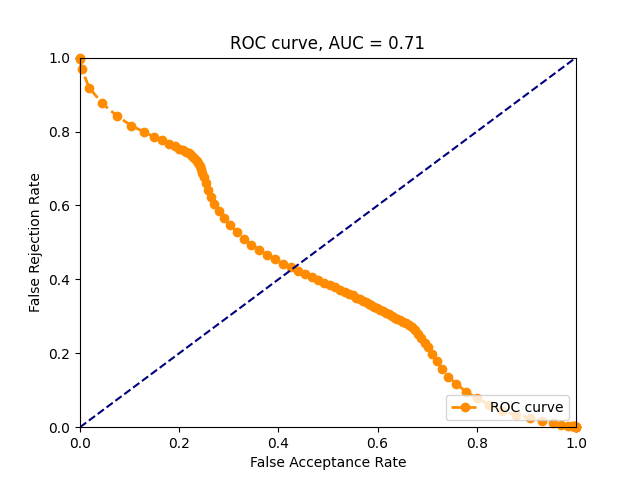 ROC curve, AUC = 0.71
1.0
0.8
0.6
0.4
0.2
0.0
False Rejection Rate
ROC curve
0.0 0.2 0.4 0.6 0.8 1.0
False Acceptance Rate